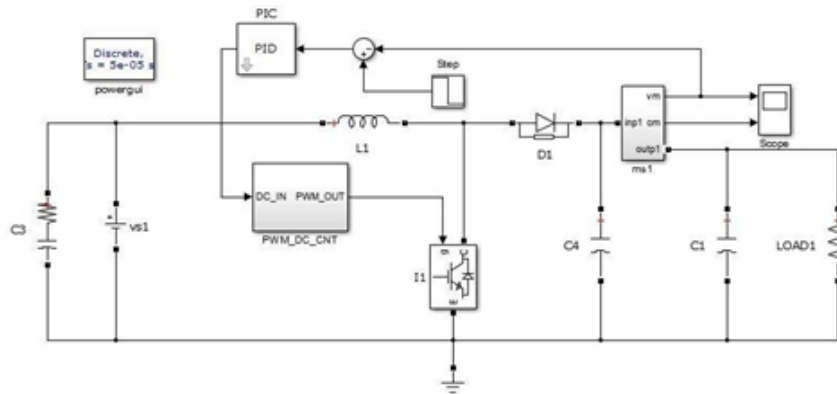 PIC
PID
Discrete,
's = 5e-05 s
powergui
Step
vm
inp1 om
outp1
ms1
Scope
L1
D1
DC_IN PWM_OUT
PWM_DC_CNT
C3
vs1
g C
I1
E
C4
C1
LOAD1